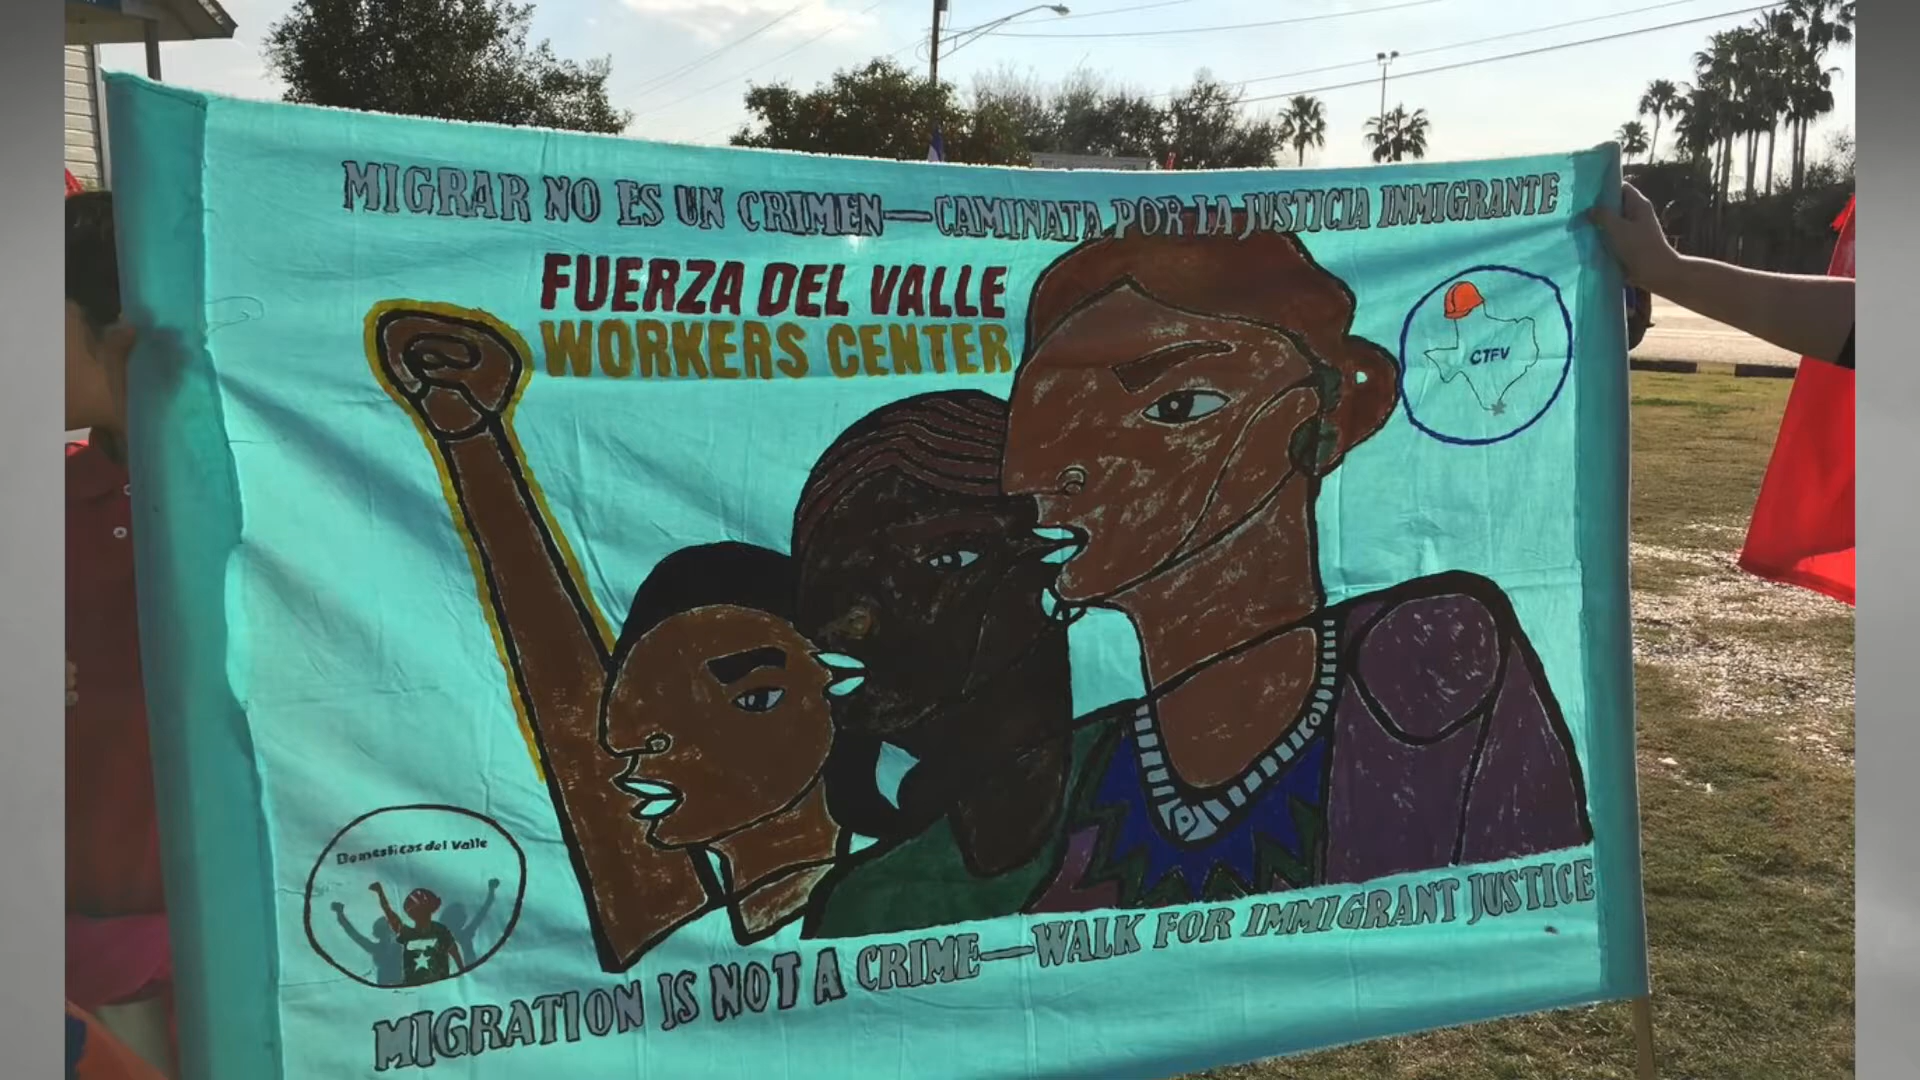 MIGRAR NO ES UN CRIMEN—CAMINATA POR LA JUSTICIA INMIGRANTE
FUERZA DEL VALLE
WORKERS CENTER
CTFV
Domesticas del Valle
MIGRATION IS NOT A CRIME—WALK FOR IMMIGRANT JUSTICE